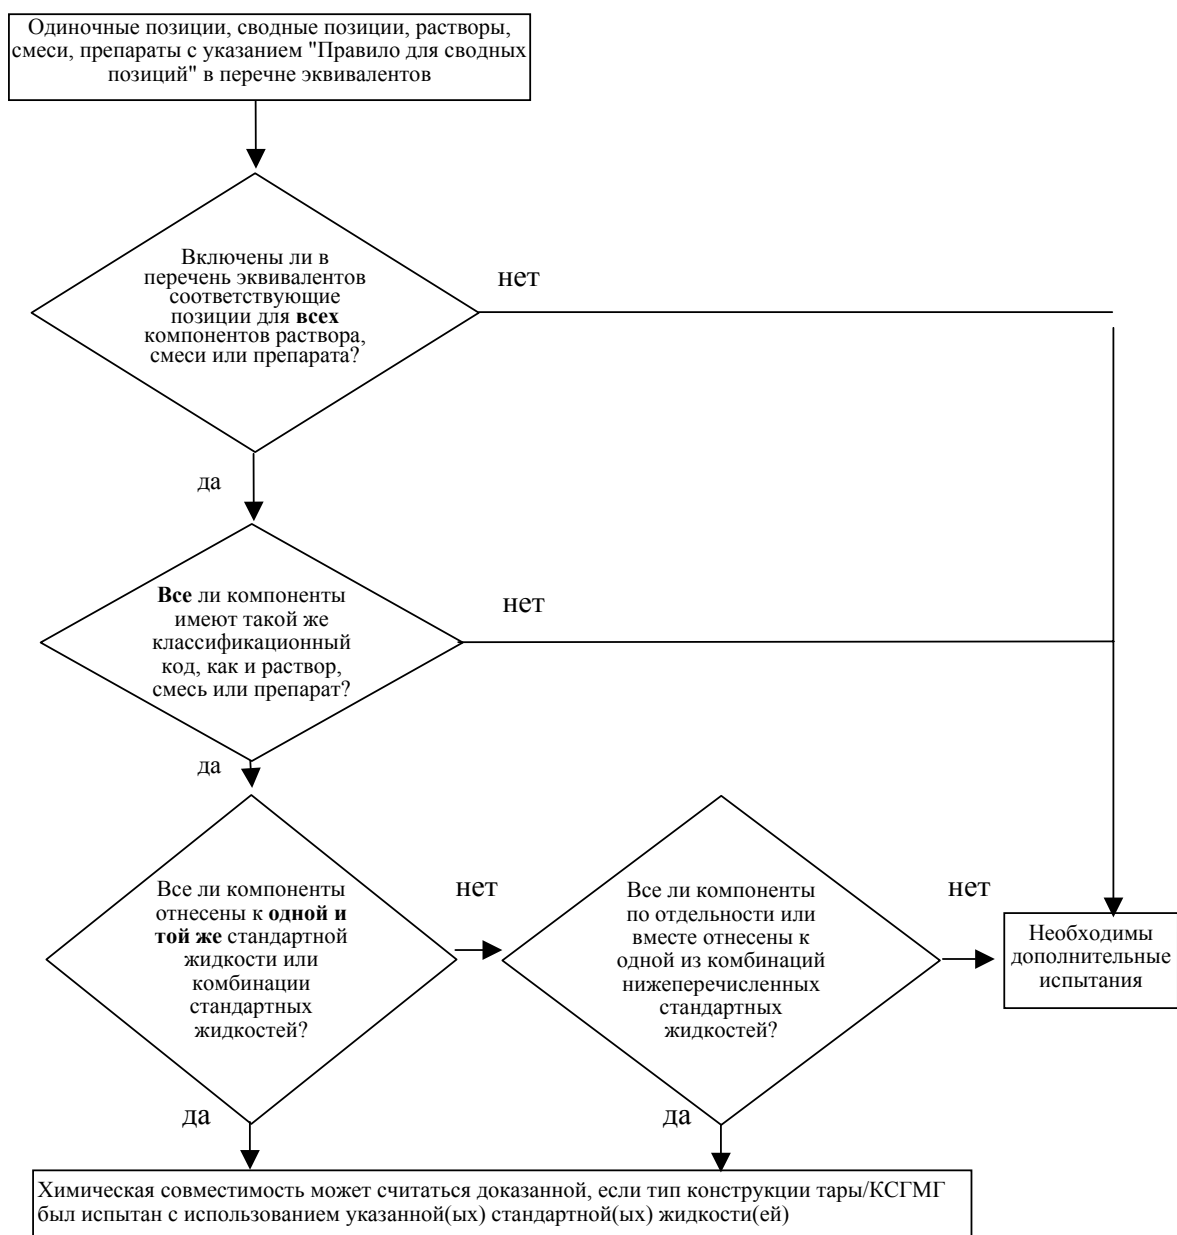 Одиночные позиции, сводные позиции, растворы,
смеси, препараты с указанием "Правило для сводных
позиций" в перечне эквивалентов
Включены ли в
перечень эквивалентов
соответствующие
позиции для всех
компонентов раствора,
смеси или препарата?
нет
да
Все ли компоненты
имеют такой же
классификационный
код, как и раствор,
смесь или препарат?
нет
да
Все ли компоненты
отнесены к одной и
той же стандартной
жидкости или
комбинации
стандартных
жидкостей?
нет
Все ли компоненты
по отдельности или
вместе отнесены к
одной из комбинаций
нижеперечисленных
стандартных
жидкостей?
нет
Необходимы
дополнительные
испытания
да
да
Химическая совместимость может считаться доказанной, если тип конструкции тары/КСГМГ
был испытан с использованием указанной(ых) стандартной(ых) жидкости(ей)